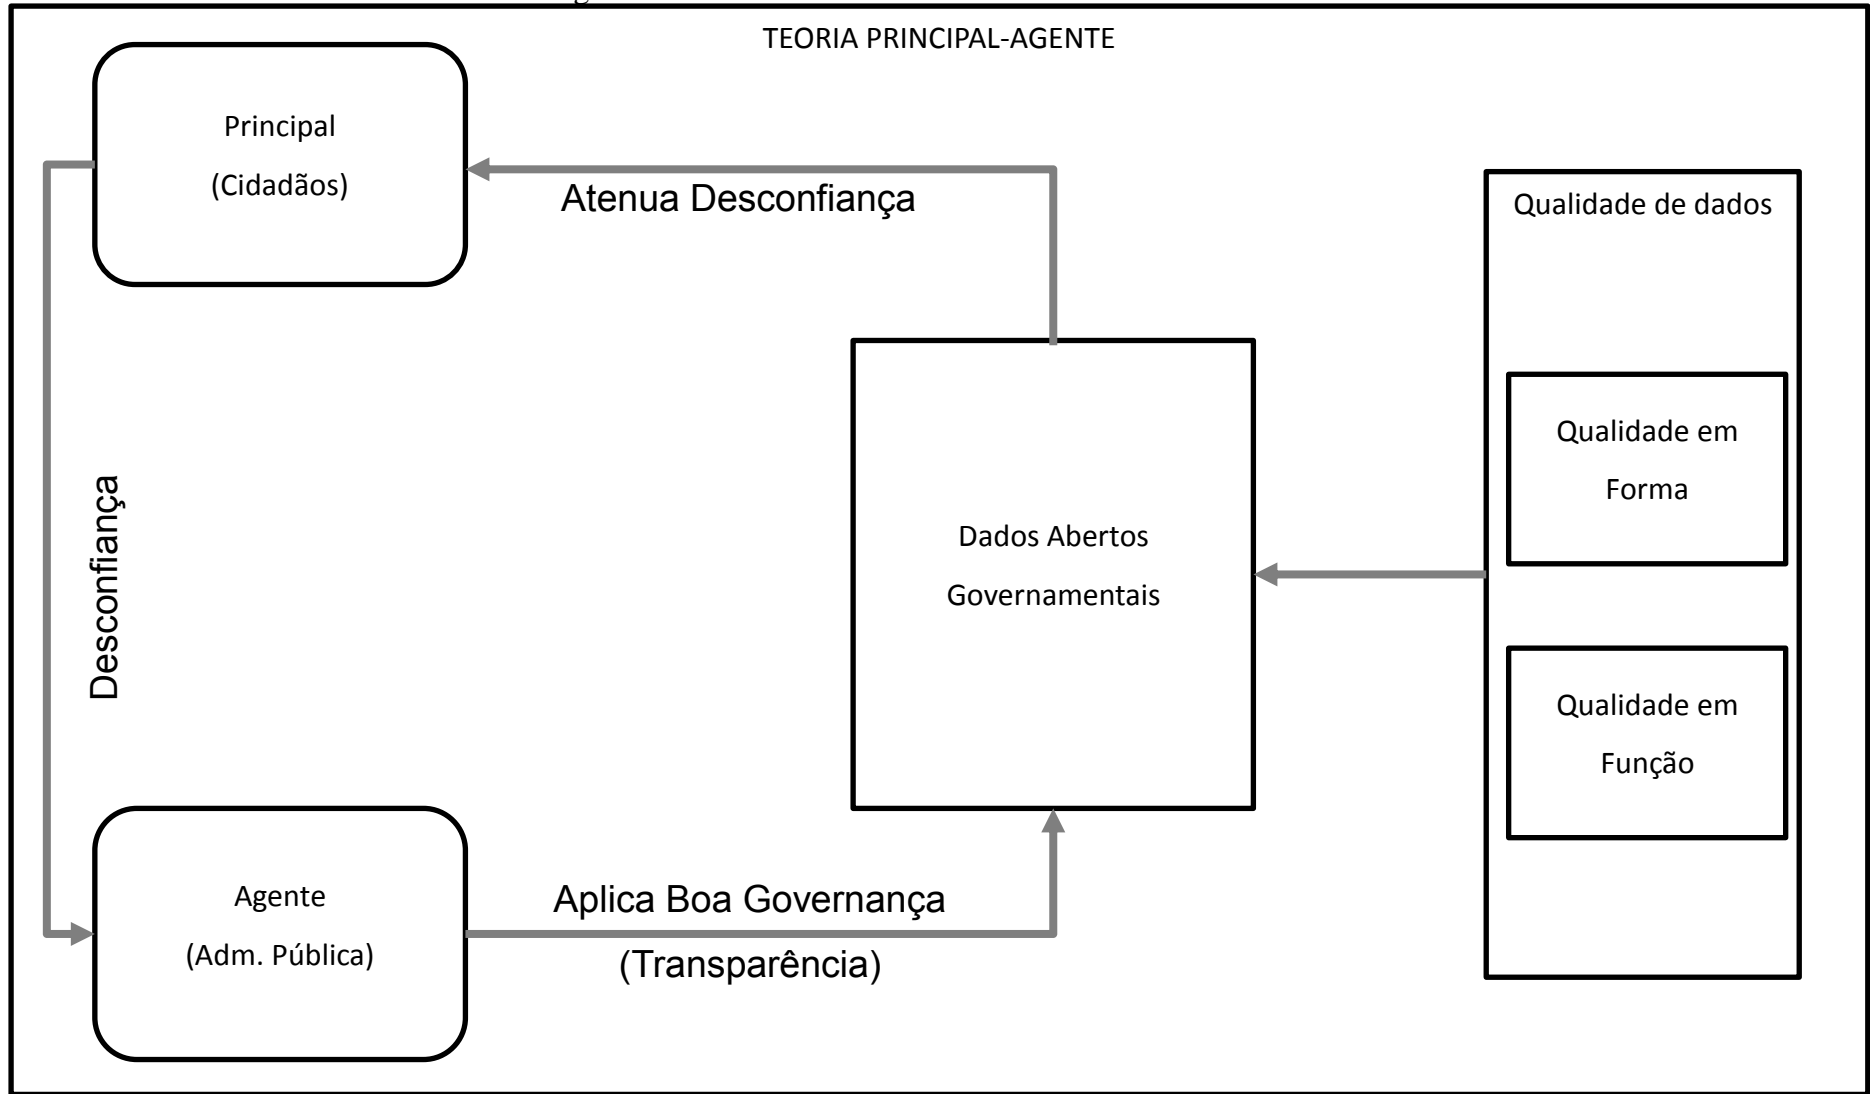 TEORIA PRINCIPAL-AGENTE
Principal
(Cidadãos)
Atenua Desconfiança
Qualidade de dados
Qualidade em
Forma
Desconfiança
Dados Abertos
Governamentais
Qualidade em
Função
Agente
(Adm. Pública)
Aplica Boa Governança
(Transparência)